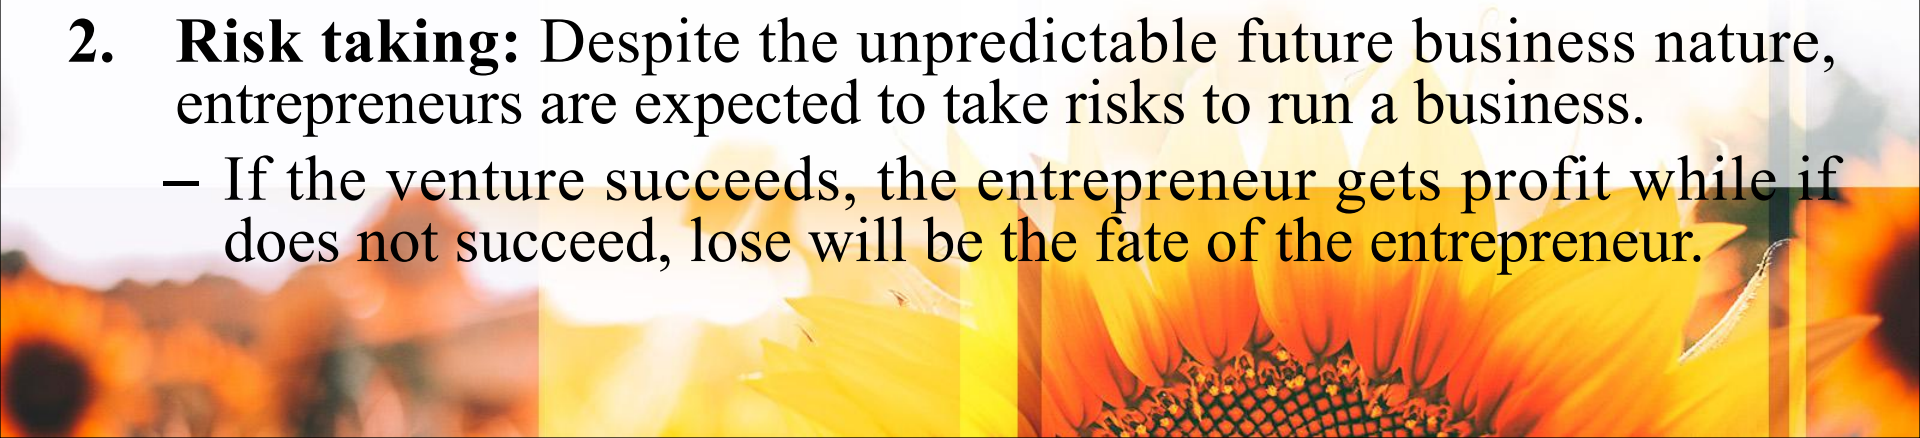 2. Risk taking: Despite the unpredictable future business nature,
entrepreneurs are expected to take risks to run a business.
– If the venture succeeds, the entrepreneur gets profit while if
does not succeed, lose will be the fate of the entrepreneur.